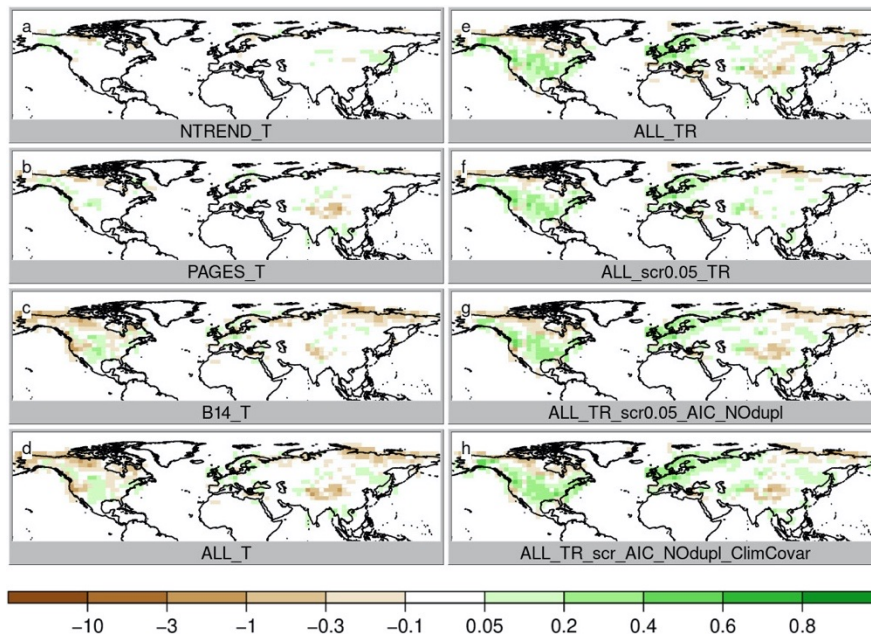 a
NTREND_T
b
PAGES_T
c
B14_T
d
ALL_T
e
ALL_TR
f
ALL_scr0.05_TR
g
ALL_TR_scr0.05_AIC_NOdupl
h
ALL_TR_scr_AIC_NOdupl_ClimCovar
−10 −3 −1 −0.3 −0.1 0.05 0.2 0.4 0.6 0.8